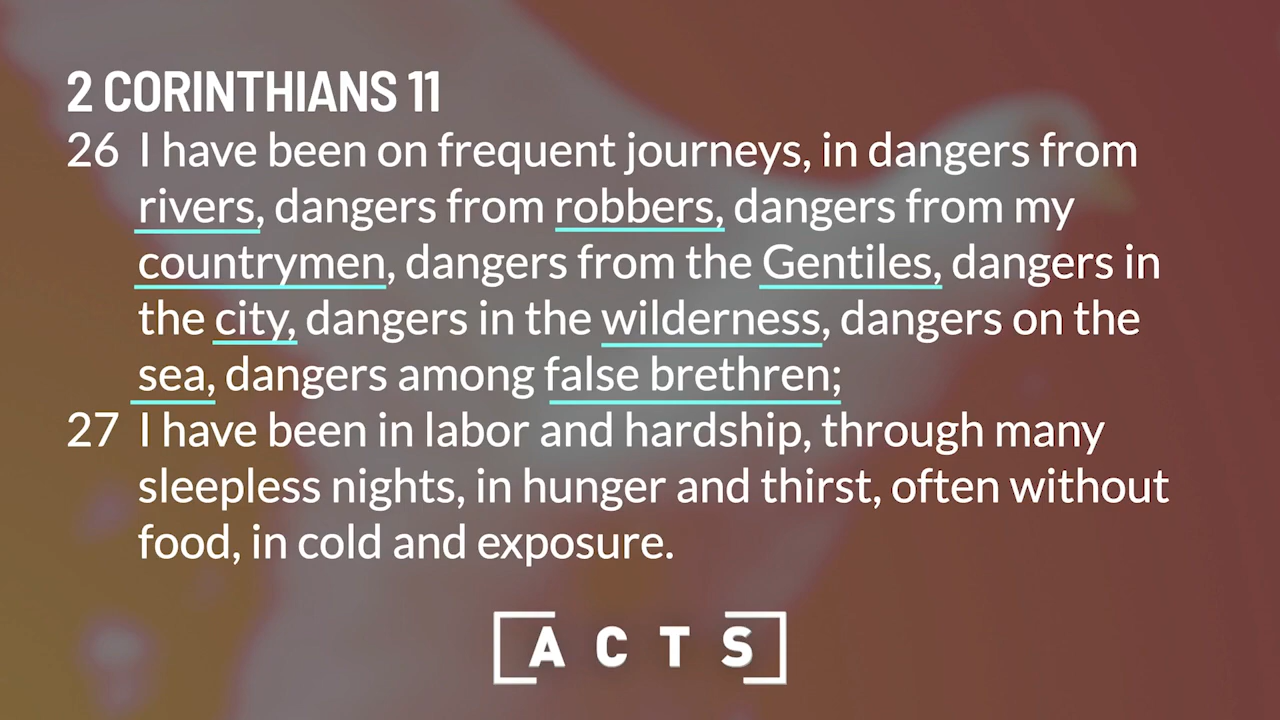 2 CORINTHIANS 11
26 I have been on frequent journeys, in dangers from
rivers, dangers from robbers, dangers from my
countrymen, dangers from the Gentiles, dangers in
the city, dangers in the wilderness, dangers on the
sea, dangers among false brethren;
27 I have been in labor and hardship, through many
sleepless nights, in hunger and thirst, often without
food, in cold and exposure.
[ACTS]